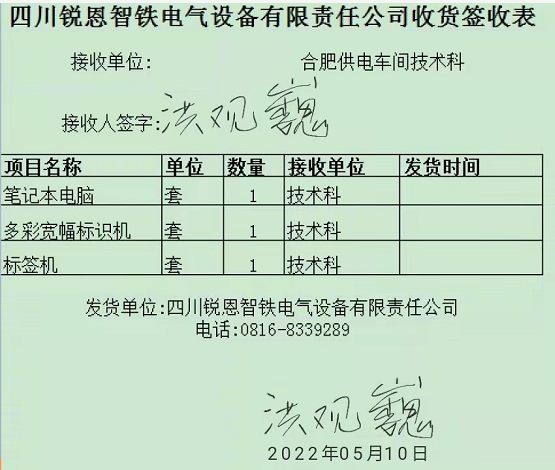 四川锐恩智铁电气设备有限责任公司收货签收表
接收单位: 合肥供电车间技术科
接收人签字:洪观巍
项目名称 单位 数量 接收单位 发货时间
笔记本电脑 套 1 技术科
多彩宽幅标识机 套 1 技术科
标签机 套 1 技术科
发货单位:四川锐恩智铁电气设备有限责任公司
电话:0816-8339289
洪观巍
2022年05月10日